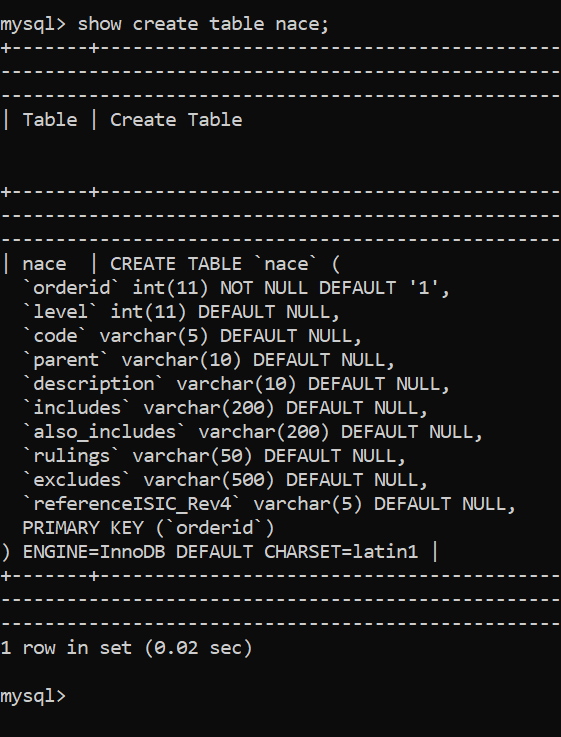 mysql> show create table nace;
+-------+------------------------------------------
---------------------------------------------------
---------------------------------------------------
| Table | Create Table


+-------+------------------------------------------
---------------------------------------------------
---------------------------------------------------
| nace  | CREATE TABLE `nace` (
  `orderid` int(11) NOT NULL DEFAULT '1',
  `level` int(11) DEFAULT NULL,
  `code` varchar(5) DEFAULT NULL,
  `parent` varchar(10) DEFAULT NULL,
  `description` varchar(10) DEFAULT NULL,
  `includes` varchar(200) DEFAULT NULL,
  `also_includes` varchar(200) DEFAULT NULL,
  `rulings` varchar(50) DEFAULT NULL,
  `excludes` varchar(500) DEFAULT NULL,
  `referenceISIC_Rev4` varchar(5) DEFAULT NULL,
  PRIMARY KEY (`orderid`)
) ENGINE=InnoDB DEFAULT CHARSET=latin1 |
+-------+------------------------------------------
---------------------------------------------------
---------------------------------------------------
1 row in set (0.02 sec)

mysql>